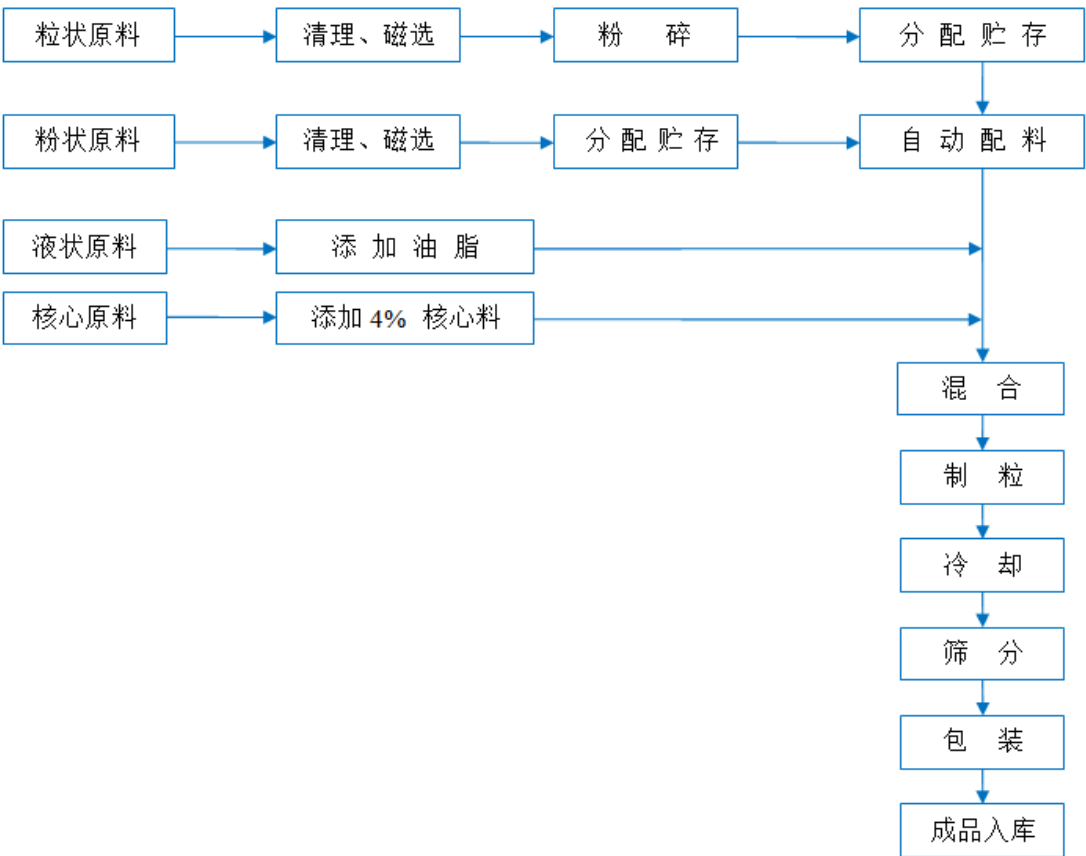 粒状原料
清理、磁选
粉 碎
分 配 贮 存
粉状原料
清理、磁选
分 配 贮 存
自 动 配 料
液状原料
添 加 油 脂
核心原料
添加 4% 核心料
混 合
制 粒
冷 却
筛 分
包 装
成品入库